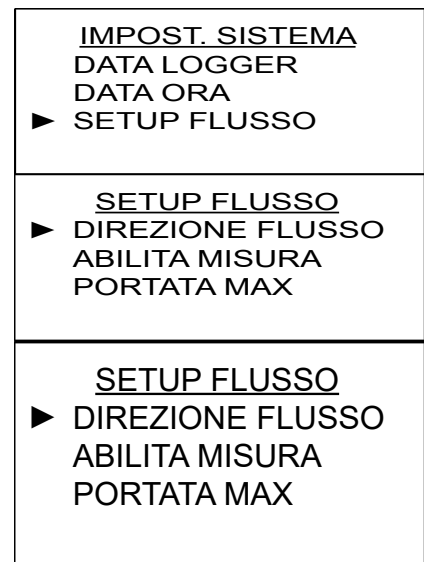 IMPOST. SISTEMA
DATA LOGGER
DATA ORA
► SETUP FLUSSO
SETUP FLUSSO
► DIREZIONE FLUSSO
ABILITA MISURA
PORTATA MAX
SETUP FLUSSO
► DIREZIONE FLUSSO
ABILITA MISURA
PORTATA MAX